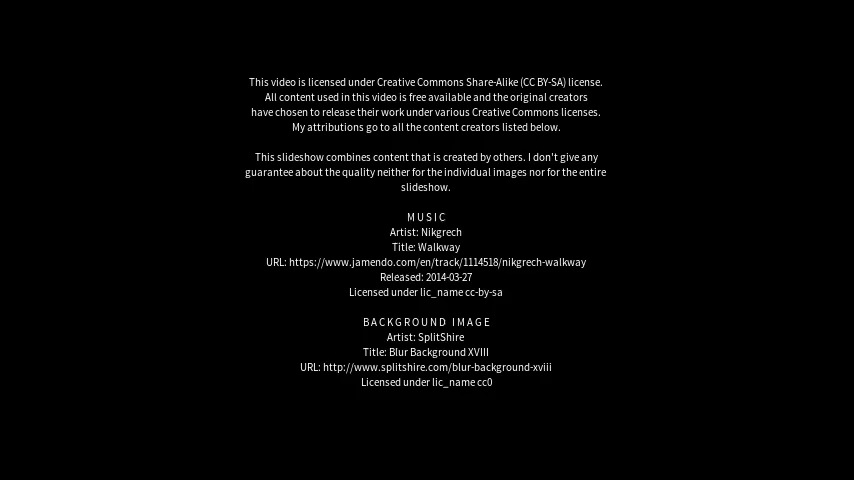 This video is licensed under Creative Commons Share-Alike (CC BY-SA) license.
All content used in this video is free available and the original creators
have chosen to release their work under various Creative Commons licenses.
My attributions go to all the content creators listed below.
This slideshow combines content that is created by others. I don't give any
guarantee about the quality neither for the individual images nor for the entire
slideshow.
MUSIC
Artist: Nikgrech
Title: Walkway
URL: https://www.jamendo.com/en/track/1114518/nikgrech-walkway
Released: 2014-03-27
Licensed under lic_name cc-by-sa
BACKGROUND IMAGE
Artist: SplitShire
Title: Blur Background XVIII
URL: http://www.splitshire.com/blur-background-xviii
Licensed under lic_name cc0